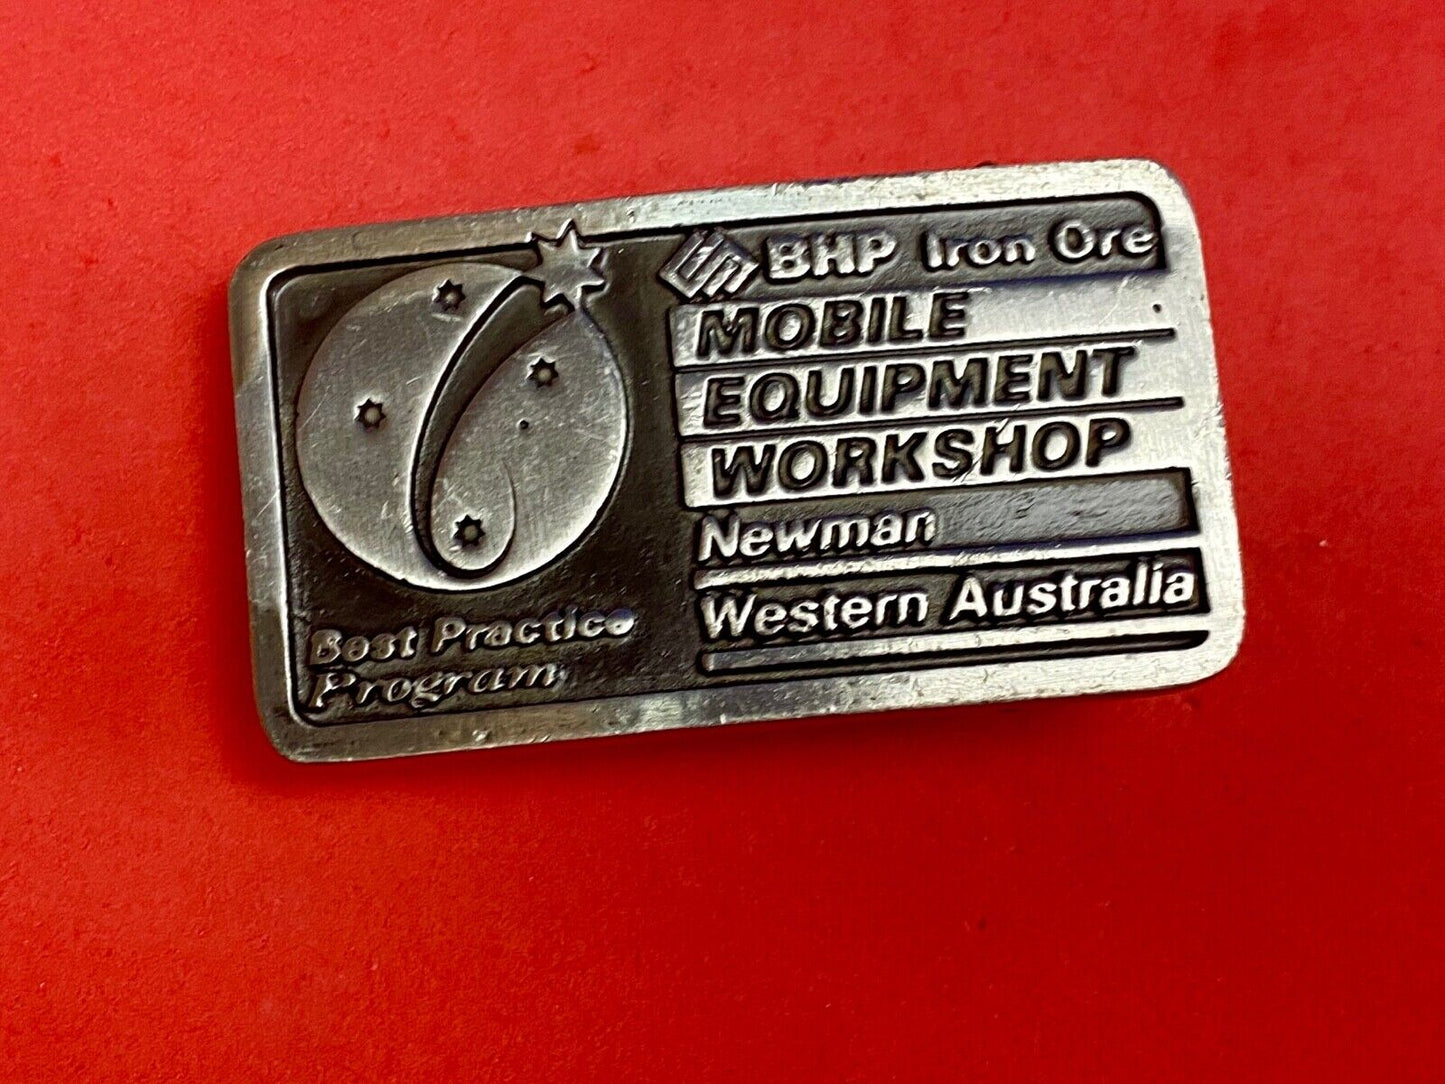 BHP Iron Ore
MOBILE
EQUIPMENT
WORKSHOP
Newman
Western Australia
Best Practice
Program